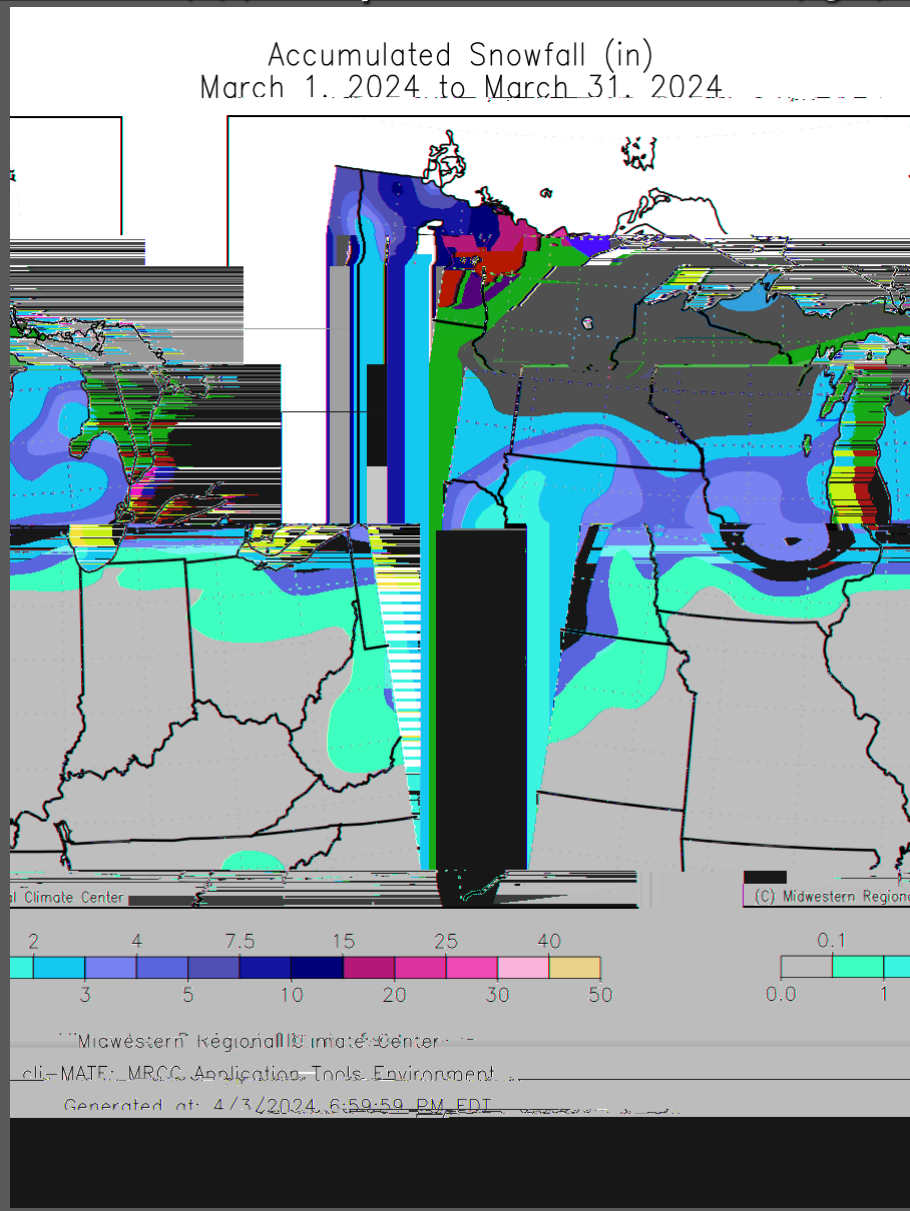 Accumulated Snowfall (in)
March 1, 2024 to March 31, 2024
al Climate Center
(C) Midwestern Regiona
2 4 7.5 15 25 40 0.1
3 5 10 20 30 50 0.0 1
Midwestern Regional Climate Center
cli-MATE: MRCC Application Tools Environment
Generated at: 4/3/2024 6:59:59 PM EDT